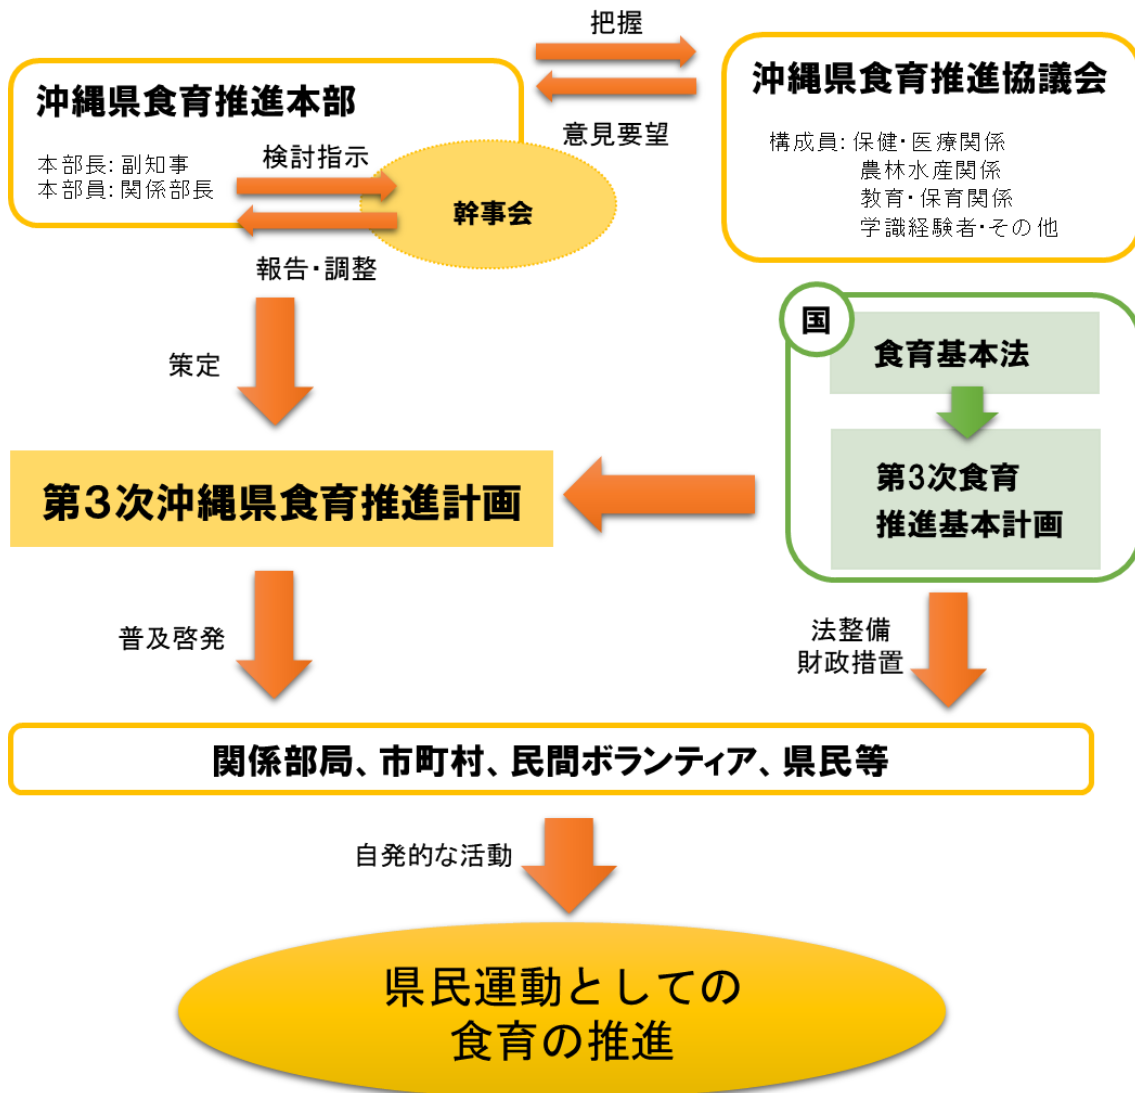 把握
沖縄県食育推進本部
沖縄県食育推進協議会
意見要望
本部長: 副知事
本部員: 関係部長
検討指示
幹事会
報告・調整
構成員: 保健・医療関係
農林水産関係
教育・保育関係
学識経験者・その他
策定
国
食育基本法
第3次食育
推進基本計画
第3次沖縄県食育推進計画
普及啓発
法整備
財政措置
関係部局、市町村、民間ボランティア、県民等
自発的な活動
県民運動としての
食育の推進